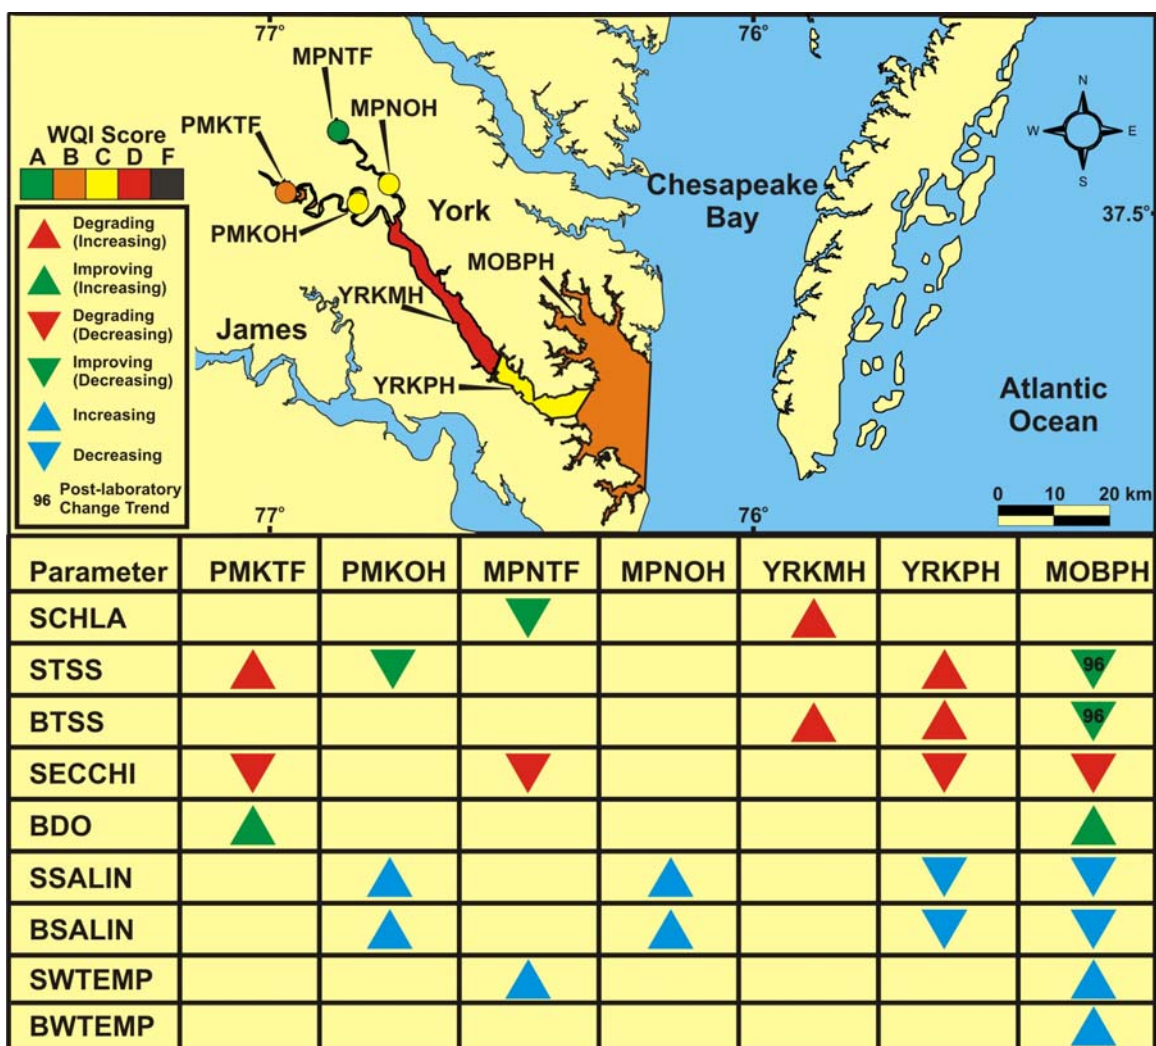 77°
76°
MPNTF
MPNOH
PMKTF
WQI Score
A B C D F
Chesapeake
Bay
N
W E
S
York
37.5°
PMKOH
MOBPH
Degrading
(Increasing)
Improving
(Increasing)
Degrading
(Decreasing)
Improving
(Decreasing)
Increasing
Decreasing
96 Post-laboratory
Change Trend
YRKMH
James
YRKPH
Atlantic
Ocean
0 10 20 km
77°
76°
Parameter PMKTF PMKOH MPNTF MPNOH YRKMH YRKPH MOBPH
SCHLA
STSS 96
BTSS 96
SECCHI
BDO
SSALIN
BSALIN
SWTEMP
BWTEMP